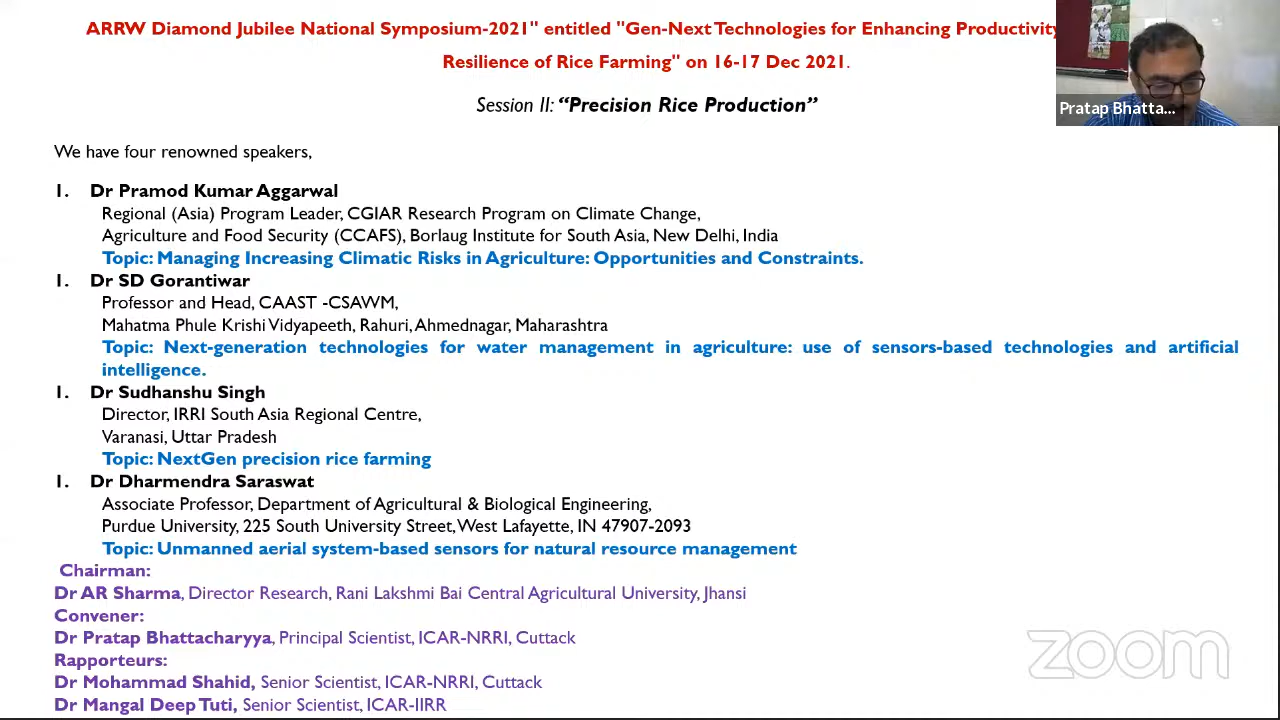 ARRW Diamond Jubilee National Symposium-2021" entitled "Gen-Next Technologies for Enhancing Productivity
Resilience of Rice Farming" on 16-17 Dec 2021.
Pratap Bhatta...
Session II: “Precision Rice Production”
We have four renowned speakers,
1. Dr Pramod Kumar Aggarwal
Regional (Asia) Program Leader, CGIAR Research Program on Climate Change,
Agriculture and Food Security (CCAFS), Borlaug Institute for South Asia, New Delhi, India
Topic: Managing Increasing Climatic Risks in Agriculture: Opportunities and Constraints.
1. Dr SD Gorantiwar
Professor and Head, CAAST -CSAWM,
Mahatma Phule Krishi Vidyapeeth, Rahuri, Ahmednagar, Maharashtra
Topic: Next-generation technologies for water management in agriculture: use of sensors-based technologies and artificial
intelligence.
1. Dr Sudhanshu Singh
Director, IRRI South Asia Regional Centre,
Varanasi, Uttar Pradesh
Topic: NextGen precision rice farming
1. Dr Dharmendra Saraswat
Associate Professor, Department of Agricultural & Biological Engineering,
Purdue University, 225 South University Street, West Lafayette, IN 47907-2093
Topic: Unmanned aerial system-based sensors for natural resource management
Chairman:
Dr AR Sharma, Director Research, Rani Lakshmi Bai Central Agricultural University, Jhansi
Convener:
Dr Pratap Bhattacharyya, Principal Scientist, ICAR-NRRI, Cuttack
Rapporteurs:
Dr Mohammad Shahid, Senior Scientist, ICAR-NRRI, Cuttack
Dr Mangal Deep Tuti, Senior Scientist, ICAR-IIRR
zoom